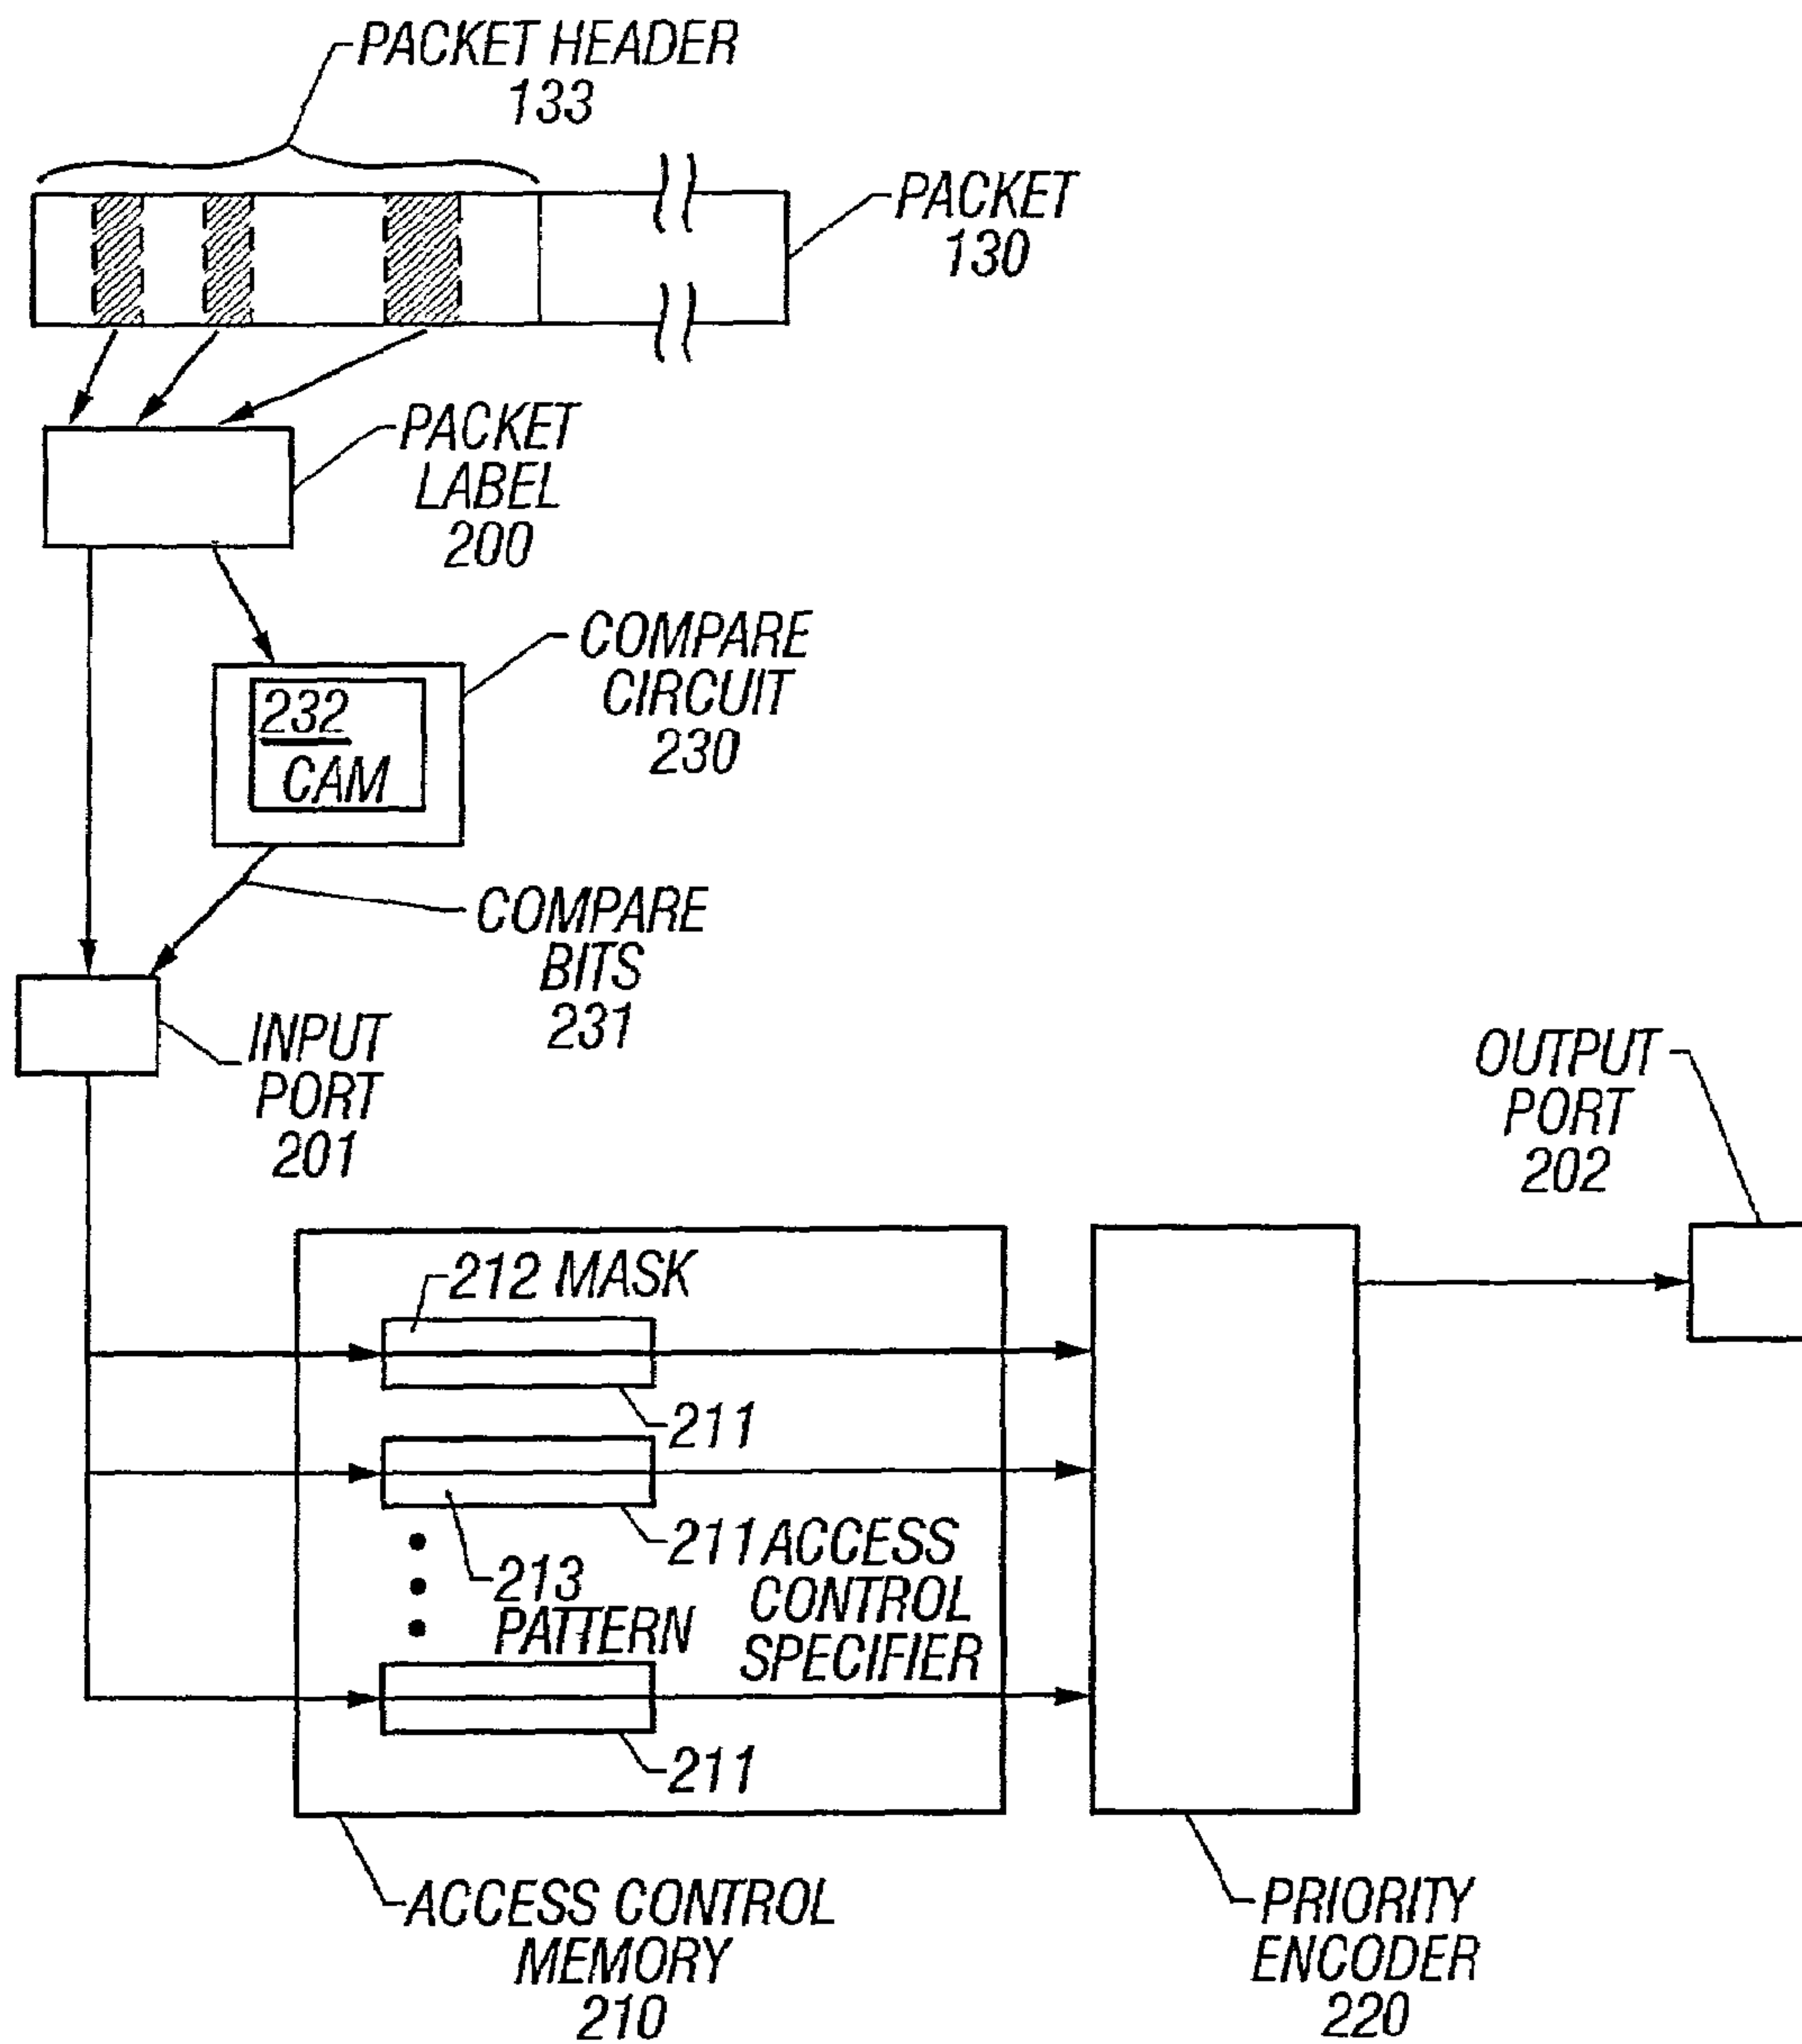 PACKET HEADER
133
PACKET
130
PACKET
LABEL
200
COMPARE
CIRCUIT
230
232
CAM
COMPARE
BITS
231
INPUT
PORT
201
OUTPUT
PORT
202
212 MASK
211
211 ACCESS
CONTROL
SPECIFIER
213
PATTERN
211
ACCESS CONTROL
MEMORY
210
PRIORITY
ENCODER
220